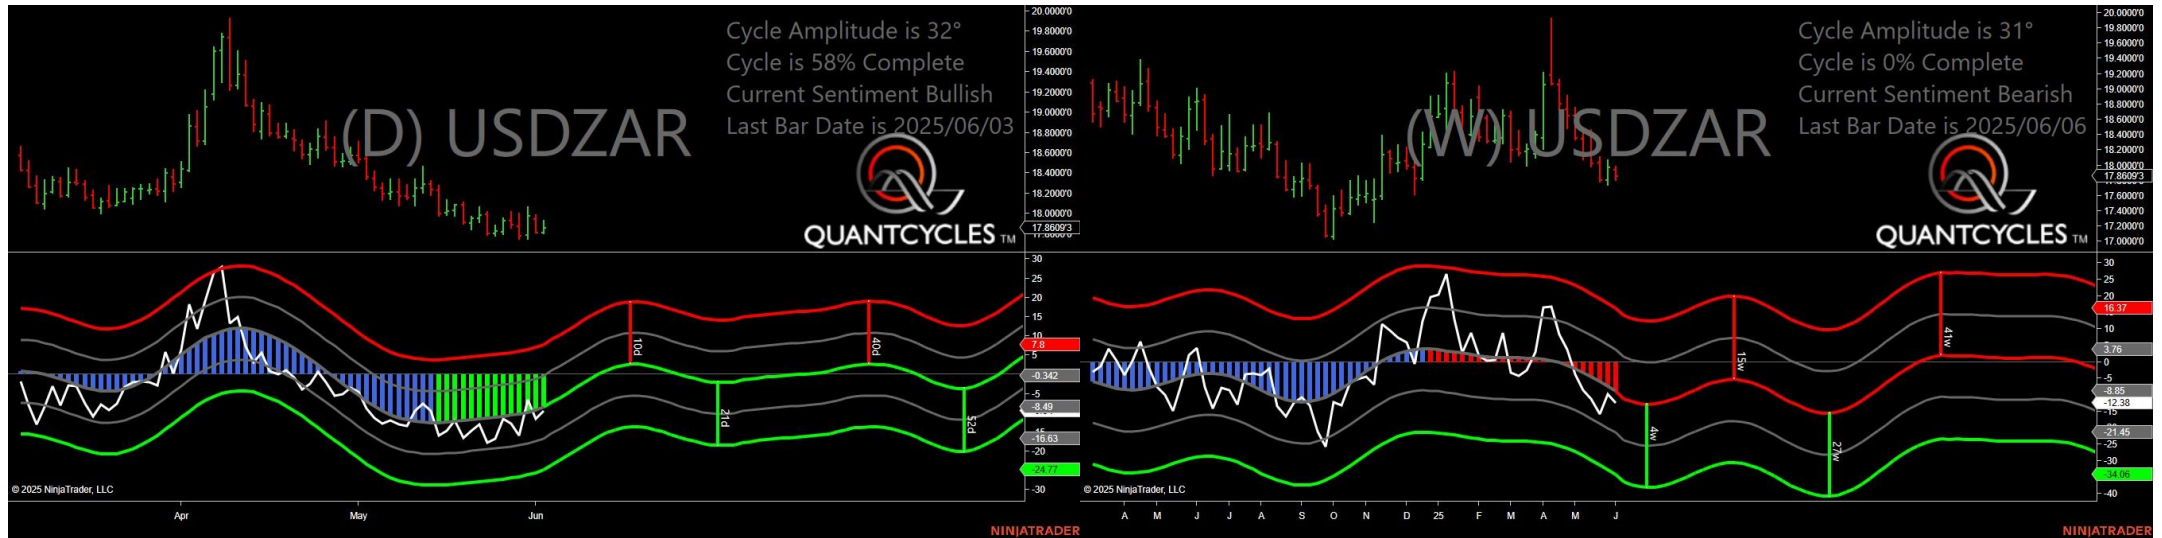 Cycle Amplitude is 32°
Cycle is 58% Complete
Current Sentiment Bullish
Last Bar Date is 2025/06/03
(D) USDZAR
QUANTCYCLES TM
20.0000'0
19.8000'0
19.6000'0
19.4000'0
19.2000'0
19.0000'0
18.8000'0
18.6000'0
18.4000'0
18.2000'0
18.0000'0
17.8609'3
30
25
20
15
10
7.8
5
-0.342
-5
-8.49
-15
-16.63
-20
-24.77
-30
10d
21d
40d
52d
© 2025 NinjaTrader, LLC
Apr May Jun
NINJATRADER
Cycle Amplitude is 31°
Cycle is 0% Complete
Current Sentiment Bearish
Last Bar Date is 2025/06/06
(W) USDZAR
QUANTCYCLES TM
20.0000'0
19.6000'0
19.4000'0
19.2000'0
18.8000'0
18.6000'0
18.4000'0
18.2000'0
18.0000'0
17.8609'3
17.6000'0
17.4000'0
17.2000'0
17.0000'0
30
25
20
16.37
10
3.76
0
-5
-8.85
-12.38
-15
-21.45
-25
-30
-34.06
-40
4w
15w
27w
41w
© 2025 NinjaTrader, LLC
A M J J A S O N D 25 F M A M J
NINJATRADER